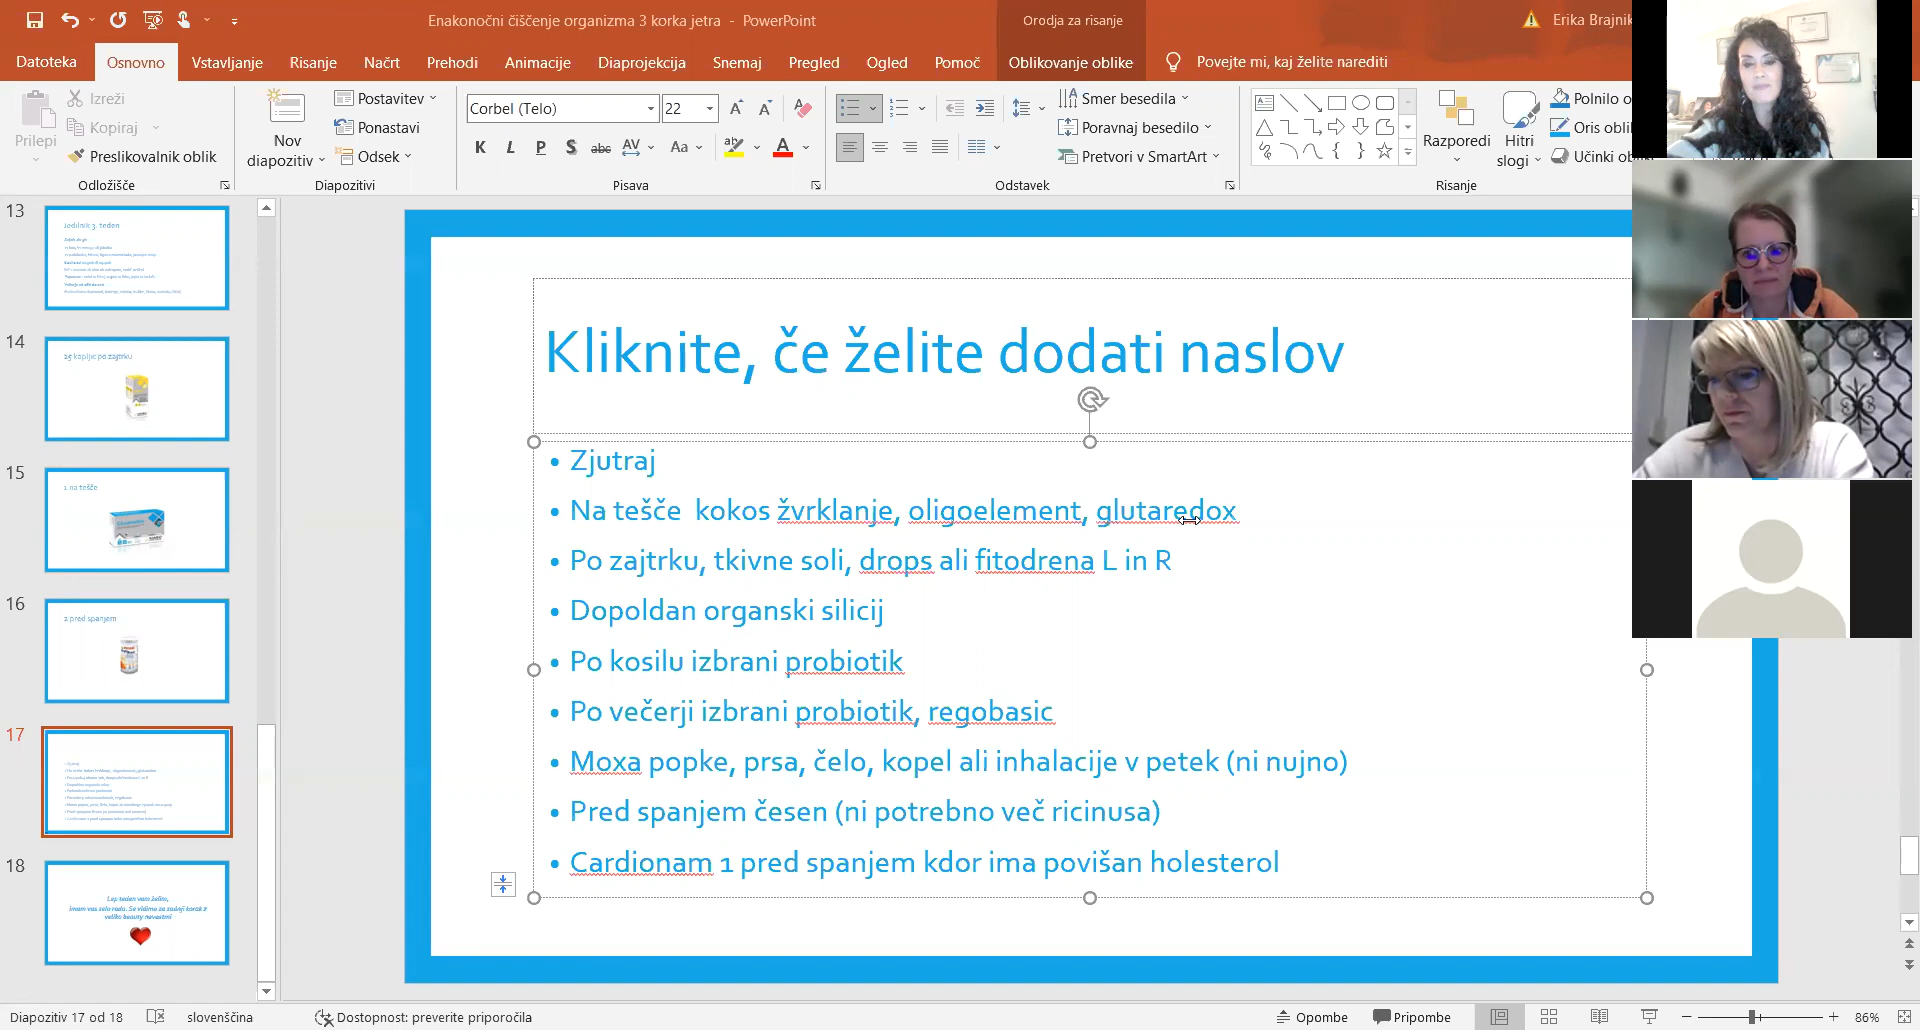 Enakonočni čiščenje organizma 3 korka jetra - PowerPoint
Orodja za risanje
Erika Brajnik
Datoteka Osnovno Vstavljanje Risanje Načrt Prehodi Animacije Diaprojekcija Snemaj Pregled Ogled Pomoč Oblikovanje oblike Povejte mi, kaj želite narediti
Prilepi
Izreži
Kopiraj
Preslikovalnik oblik
Odložišče
Nov diapozitiv
Postavitev
Ponastavi
Odsek
Diapozitivi
Corbel (Telo) 22
K L P S abc AV Aa A
Pisava
Smer besedila
Poravnaj besedilo
Pretvori v SmartArt
Odstavek
Razporedi
Hitri slogi
Polnilo o
Oris obli
Učinki ob
Risanje
13
Jedilnik 3. teden
14
25 kapljic po zajtrku
15
1 na tešče
16
2 pred spanjem
17
18
Lep teden vam želim,
imam vas zelo rada. Se vidimo za zadnji korak z
veliko beauty nasveti
Kliknite, če želite dodati naslov
• Zjutraj
• Na tešče kokos žvrklanje, oligoelement, glutaredox
• Po zajtrku, tkivne soli, drops ali fitodrena L in R
• Dopoldan organski silicij
• Po kosilu izbrani probiotik
• Po večerji izbrani probiotik, regobasic
• Moxa popke, prsa, čelo, kopel ali inhalacije v petek (ni nujno)
• Pred spanjem česen (ni potrebno več ricinusa)
• Cardionam 1 pred spanjem kdor ima povišan holesterol
Diapozitiv 17 od 18 slovenščina Dostopnost: preverite priporočila Opombe Pripombe 86%